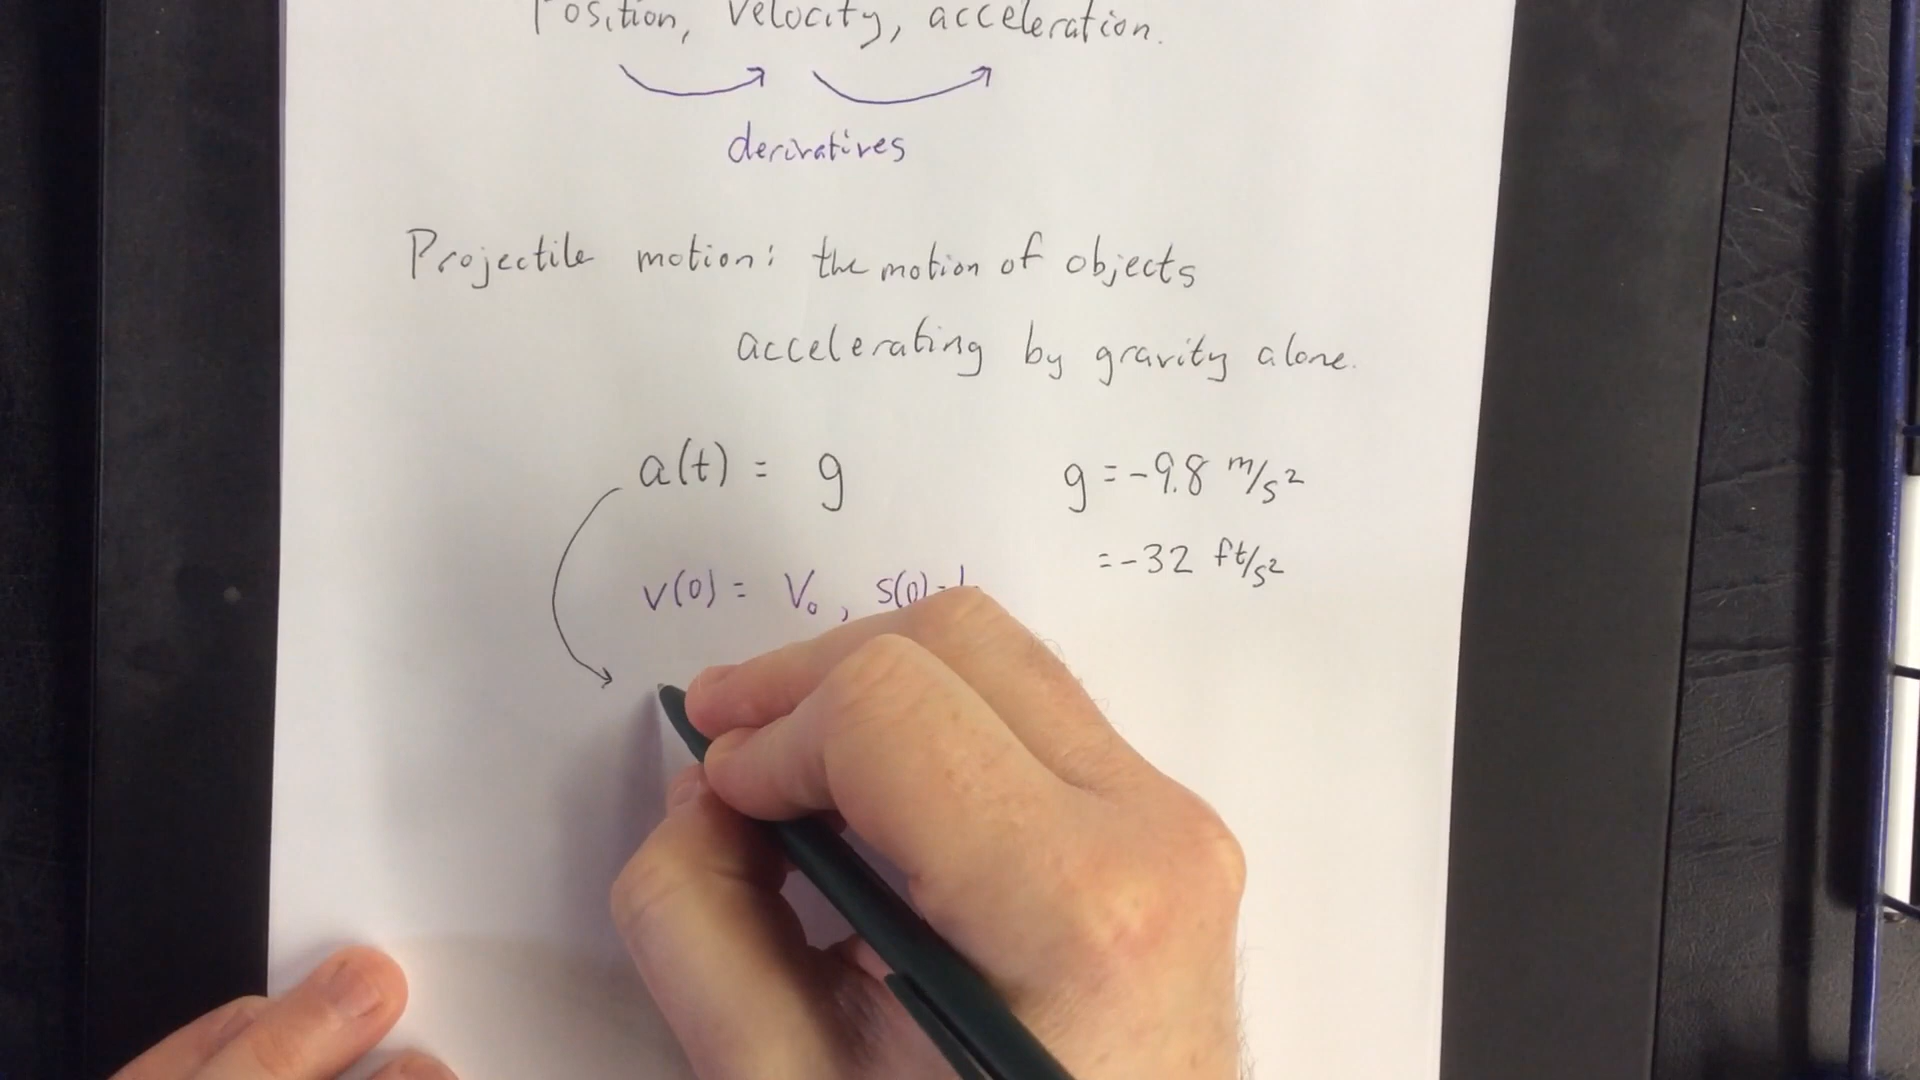 Position, velocity, acceleration.
derivatives
Projectile motion: the motion of objects
accelerating by gravity alone.
a(t) = g
g = -9.8 m/s²
= -32 ft/s²
v(0) = V₀, s(0) =